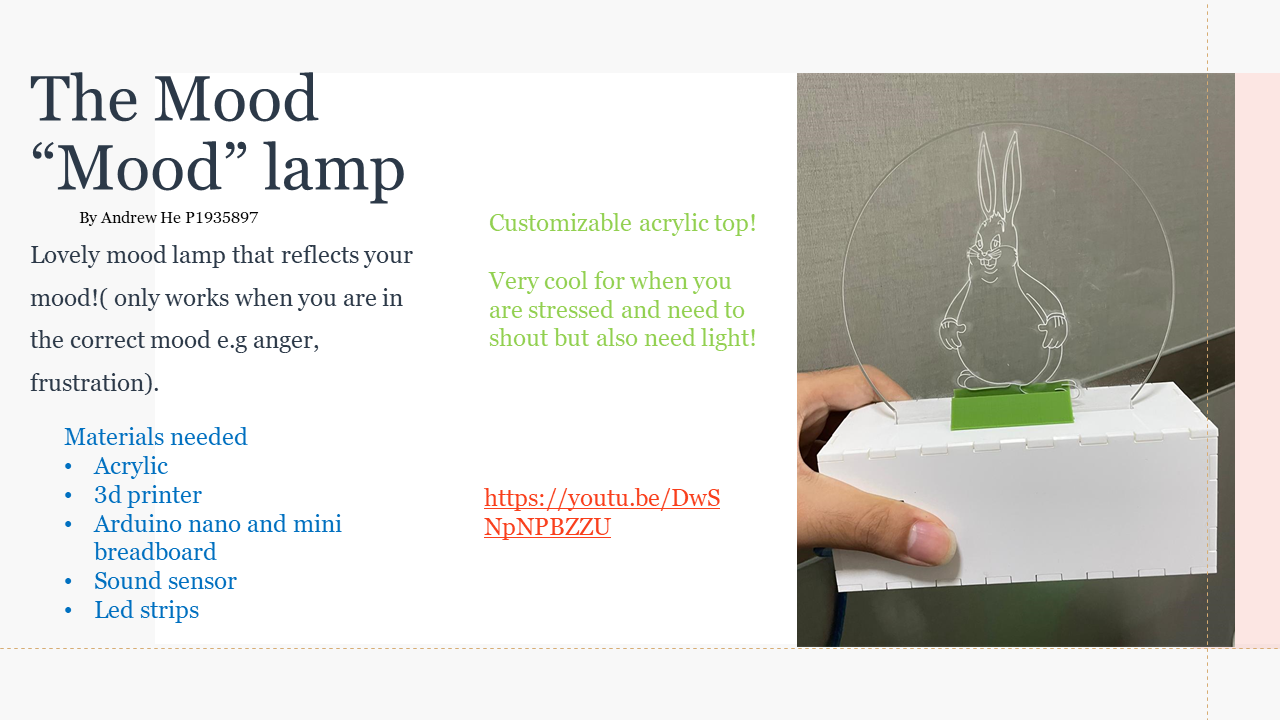 The Mood
“Mood” lamp
By Andrew He P1935897
Lovely mood lamp that reflects your
mood!( only works when you are in
the correct mood e.g anger,
frustration).
Materials needed
• Acrylic
• 3d printer
• Arduino nano and mini
breadboard
• Sound sensor
• Led strips
Customizable acrylic top!
Very cool for when you
are stressed and need to
shout but also need light!
https://youtu.be/DwS
NpNPBZZU